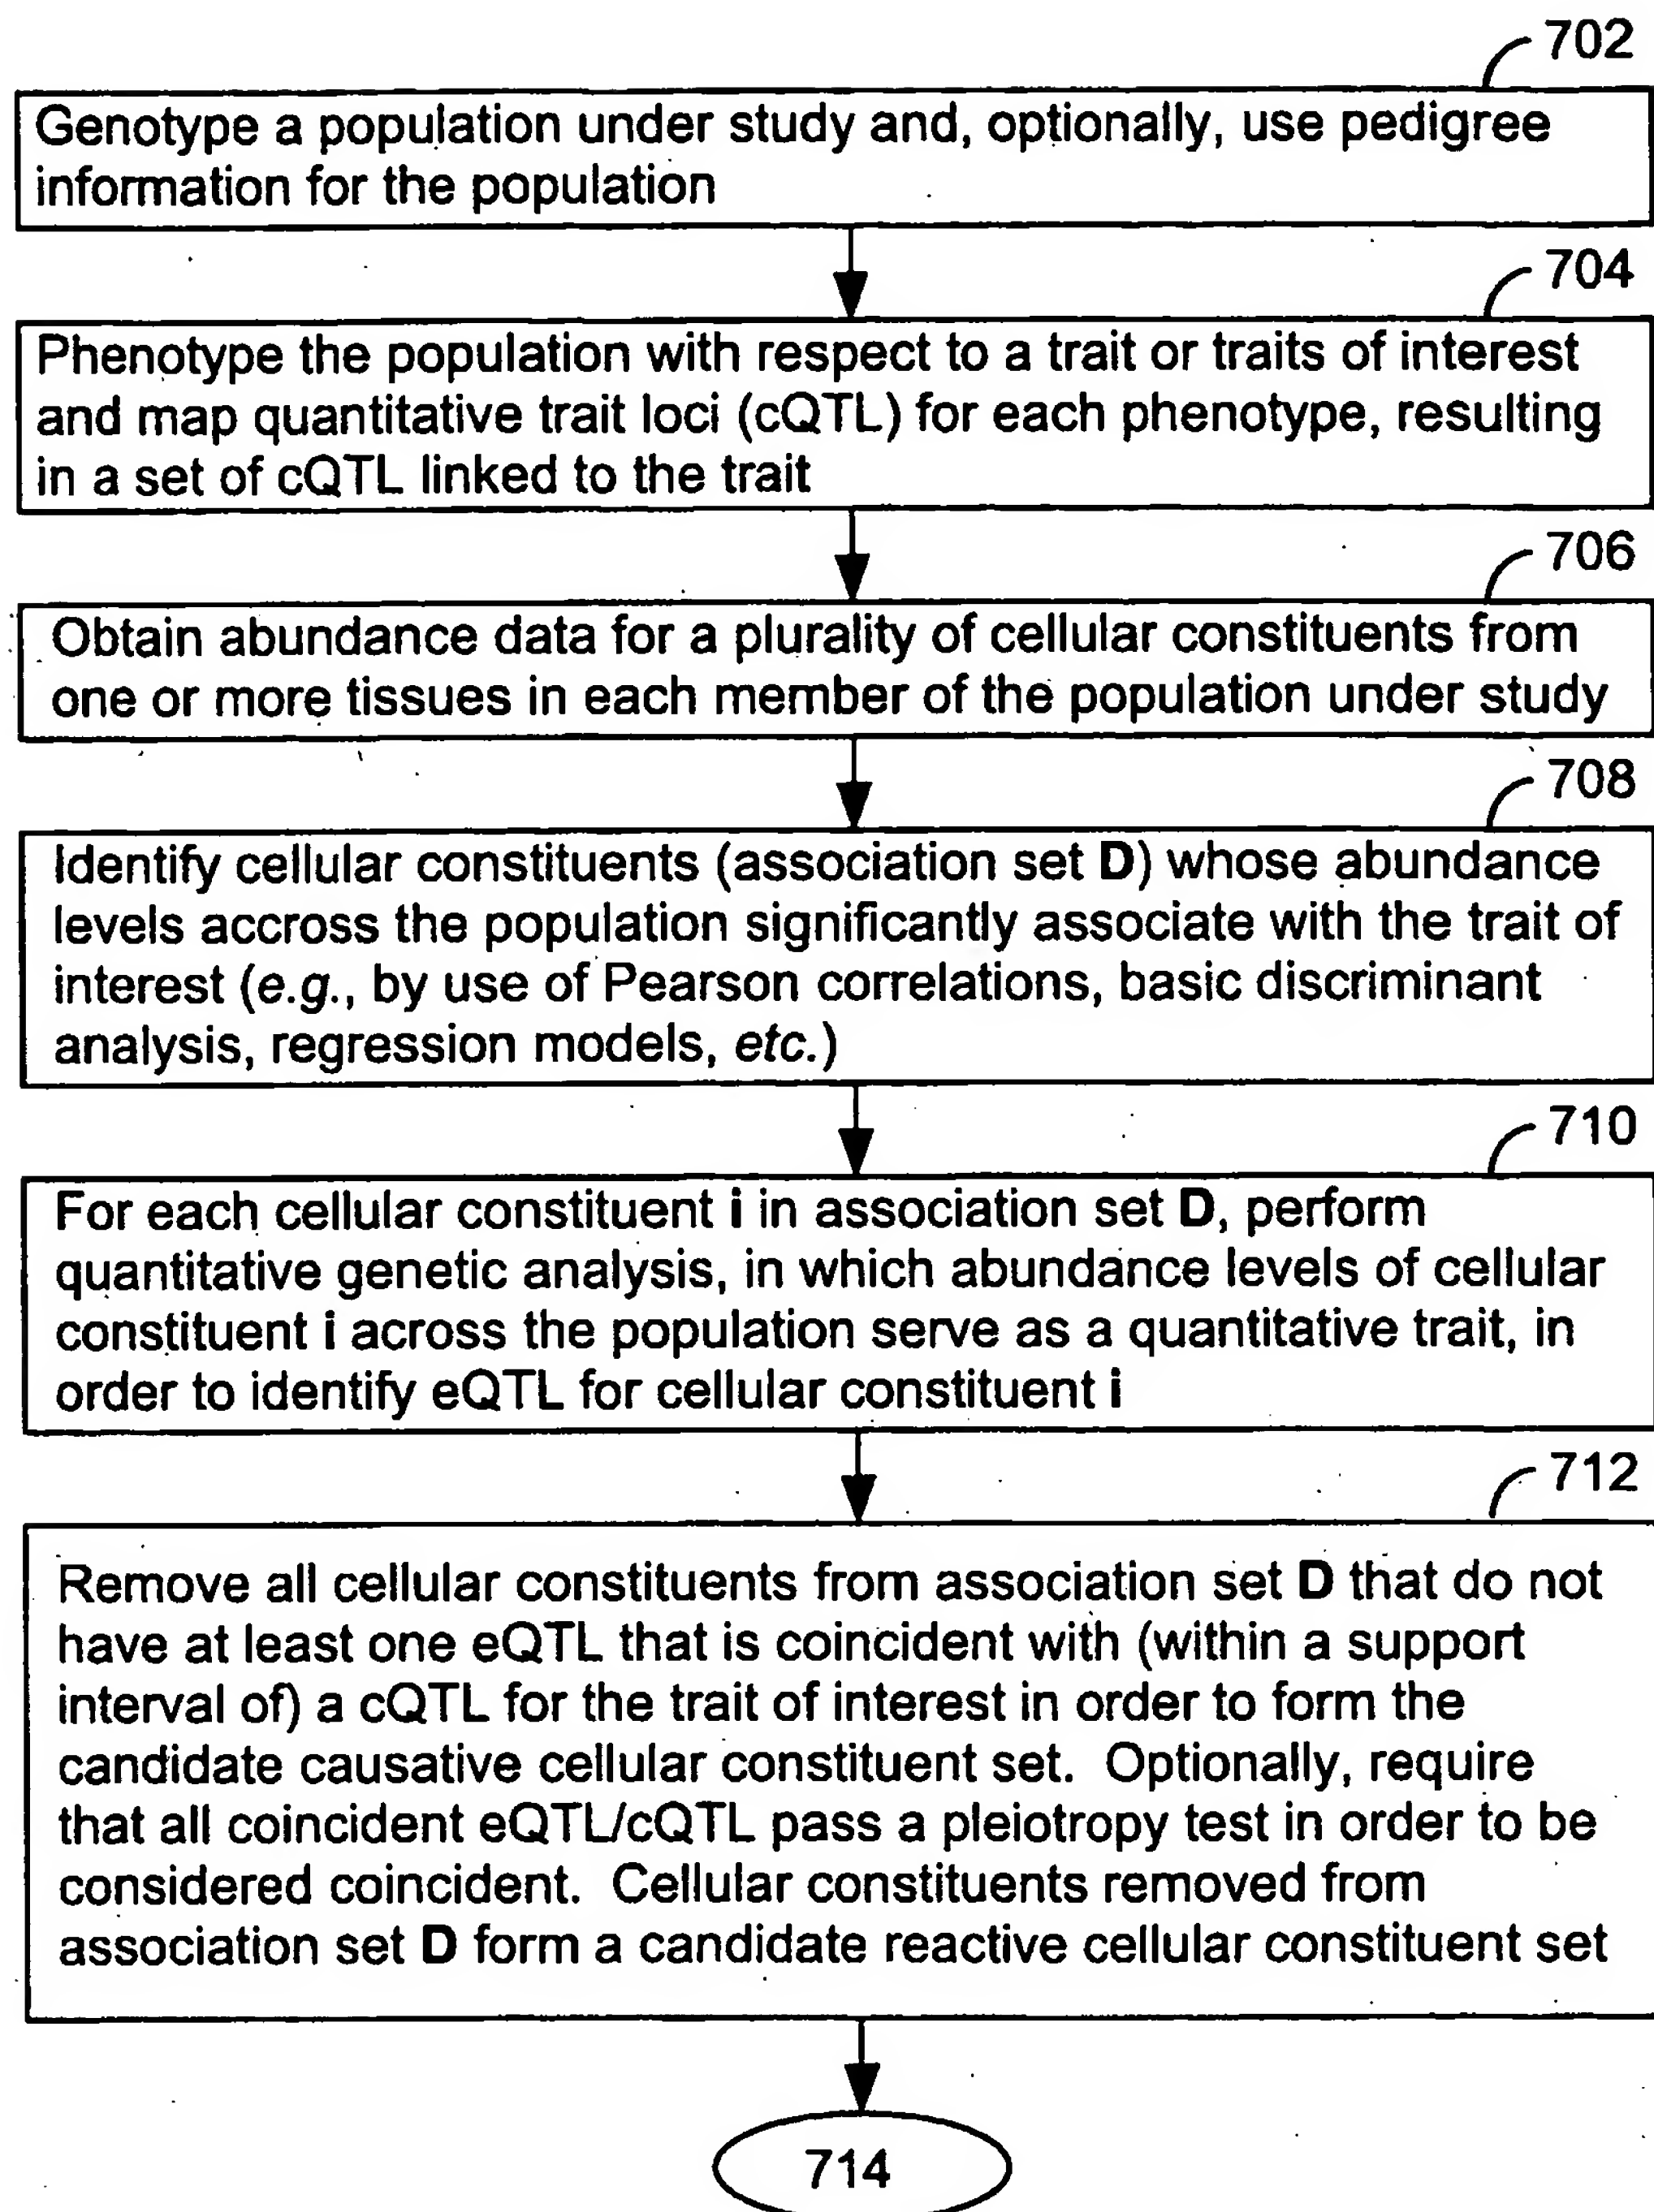 702
Genotype a population under study and, optionally, use pedigree
information for the population
704
Phenotype the population with respect to a trait or traits of interest
and map quantitative trait loci (cQTL) for each phenotype, resulting
in a set of cQTL linked to the trait
706
Obtain abundance data for a plurality of cellular constituents from
one or more tissues in each member of the population under study
708
Identify cellular constituents (association set D) whose abundance
levels accross the population significantly associate with the trait of
interest (e.g., by use of Pearson correlations, basic discriminant
analysis, regression models, etc.)
710
For each cellular constituent i in association set D, perform
quantitative genetic analysis, in which abundance levels of cellular
constituent i across the population serve as a quantitative trait, in
order to identify eQTL for cellular constituent i
712
Remove all cellular constituents from association set D that do not
have at least one eQTL that is coincident with (within a support
interval of) a cQTL for the trait of interest in order to form the
candidate causative cellular constituent set.  Optionally, require
that all coincident eQTL/cQTL pass a pleiotropy test in order to be
considered coincident.  Cellular constituents removed from
association set D form a candidate reactive cellular constituent set
714